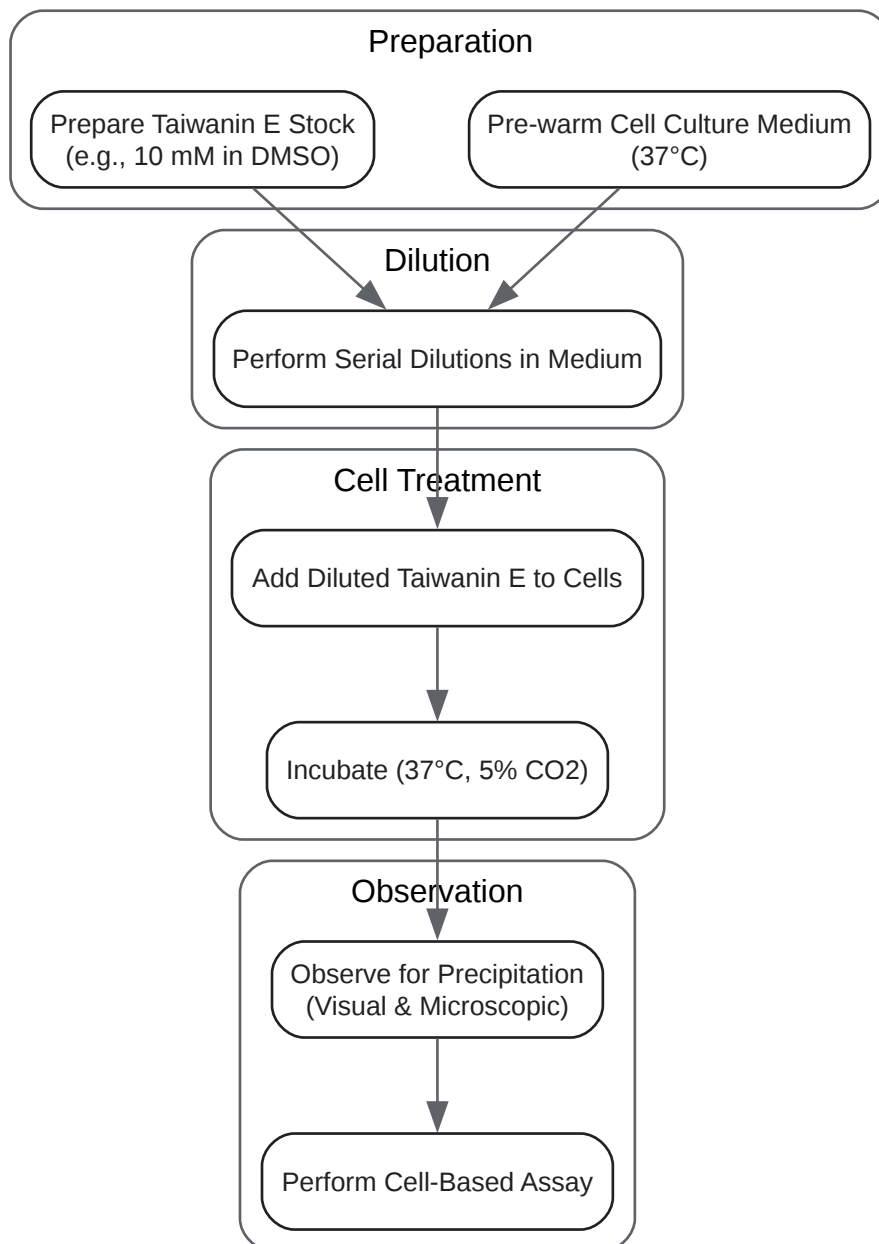 Preparation
Prepare Taiwanin E Stock
(e.g., 10 mM in DMSO)
Pre-warm Cell Culture Medium
(37°C)
Dilution
Perform Serial Dilutions in Medium
Cell Treatment
Add Diluted Taiwanin E to Cells
Incubate (37°C, 5% CO2)
Observation
Observe for Precipitation
(Visual & Microscopic)
Perform Cell-Based Assay